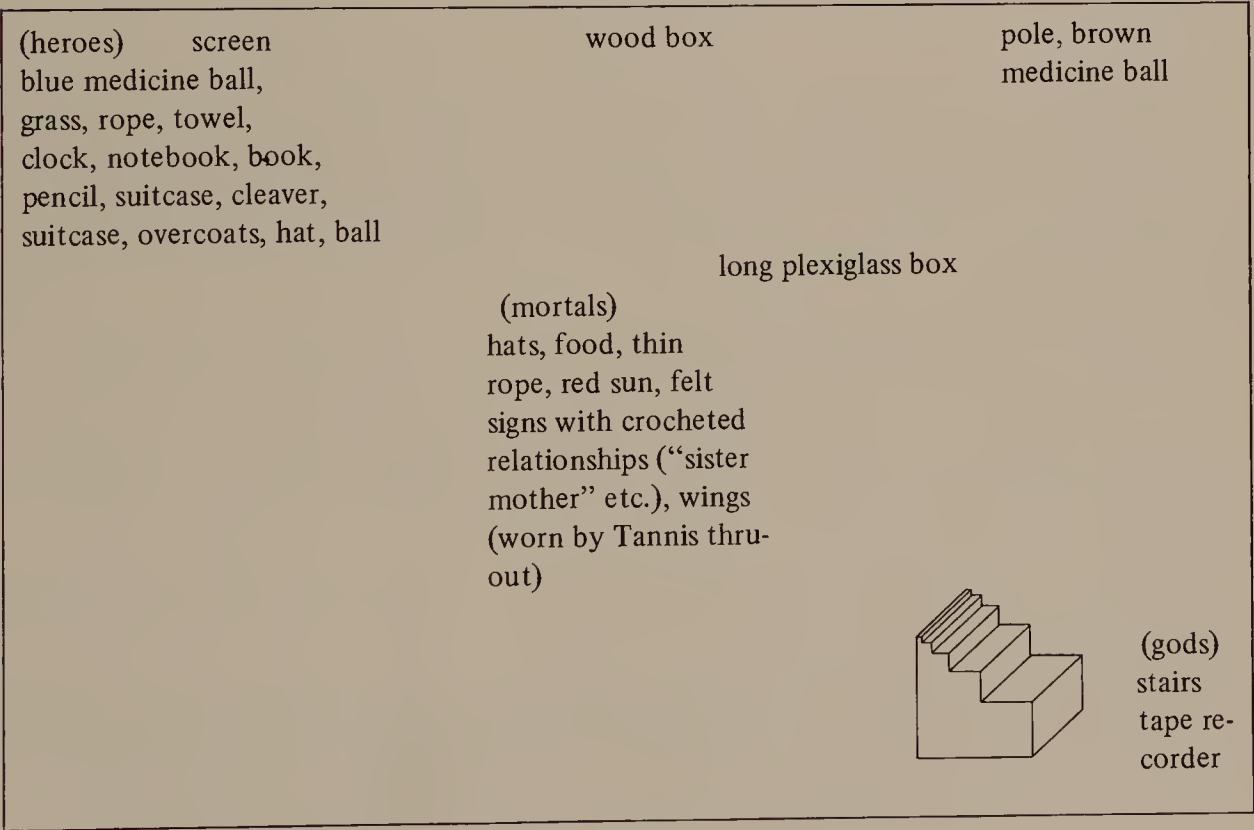 (heroes) screen
blue medicine ball,
grass, rope, towel,
clock, notebook, book,
pencil, suitcase, cleaver,
suitcase, overcoats, hat, ball
wood box
pole, brown
medicine ball
long plexiglass box
(mortals)
hats, food, thin
rope, red sun, felt
signs with crocheted
relationships (“sister
mother” etc.), wings
(worn by Tannis thru-
out)
(gods)
stairs
tape re-
corder